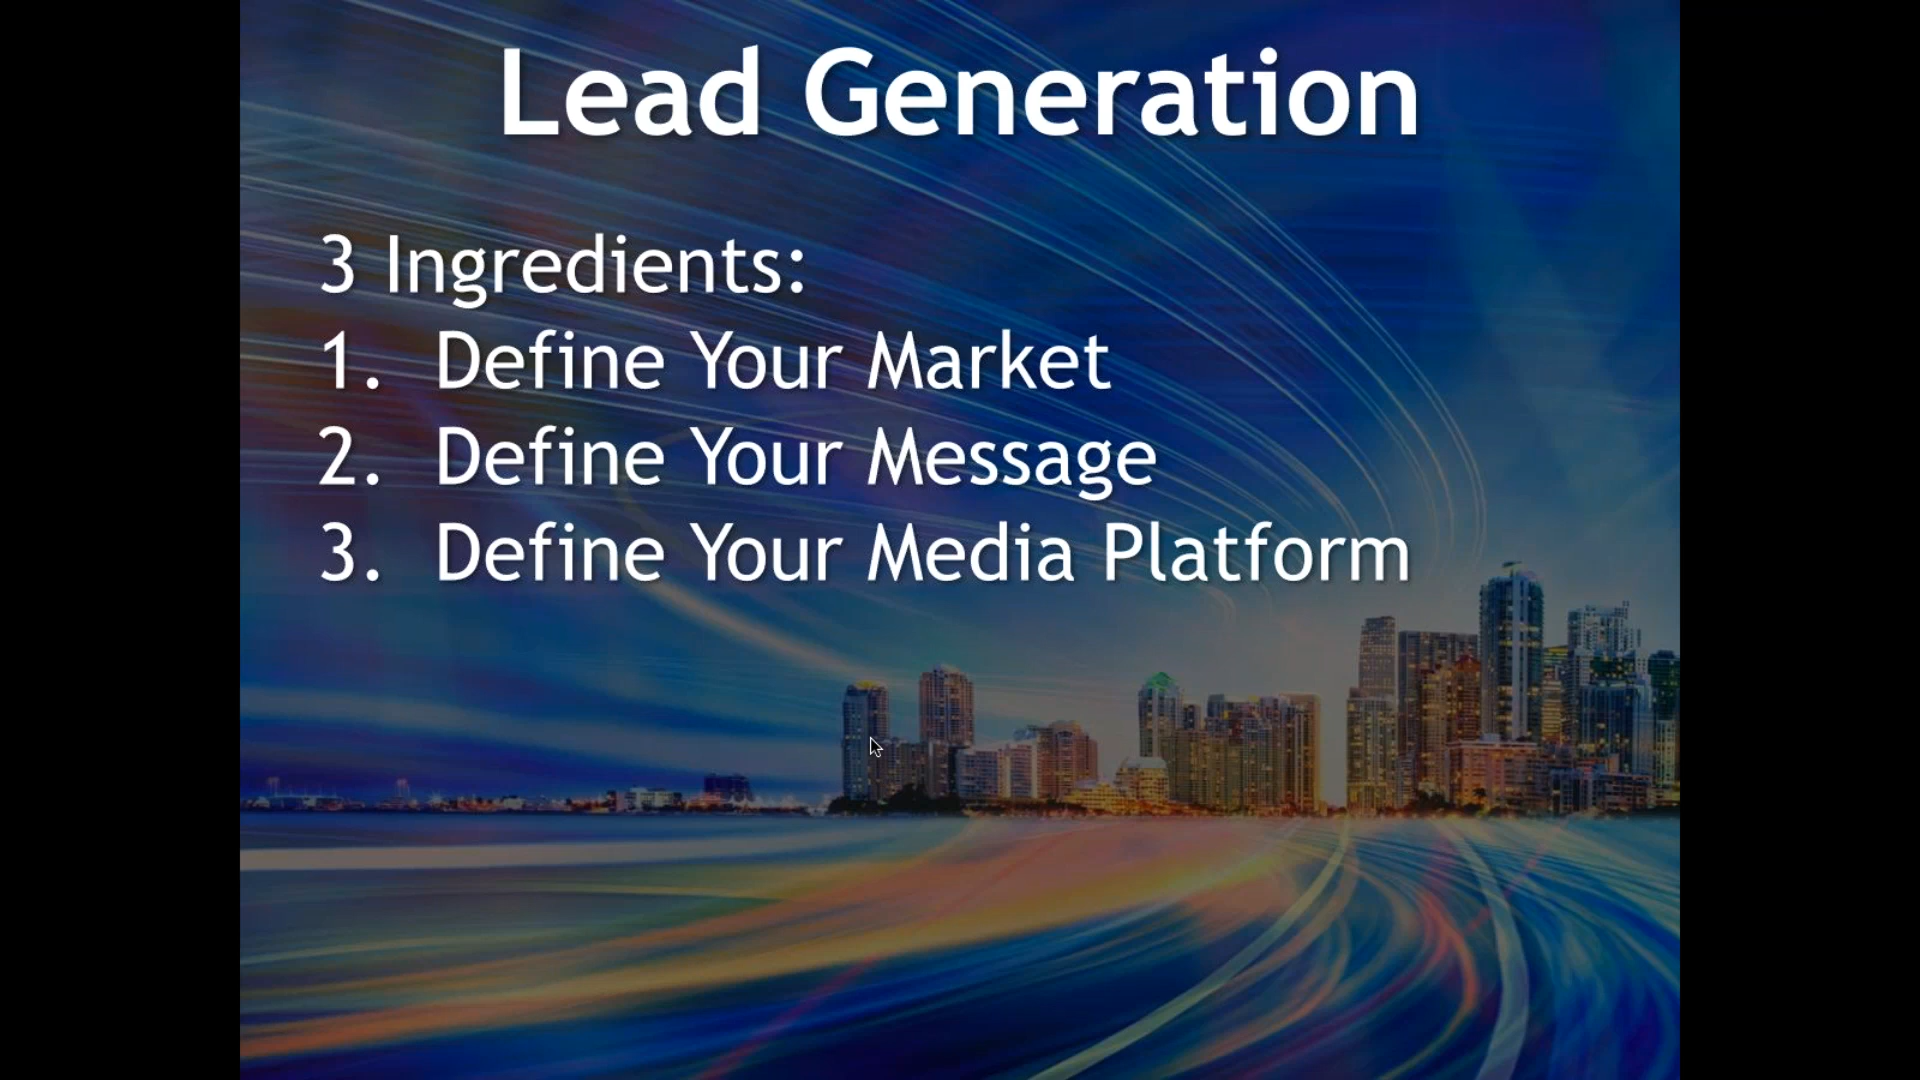 Lead Generation
3 Ingredients:
1. Define Your Market
2. Define Your Message
3. Define Your Media Platform